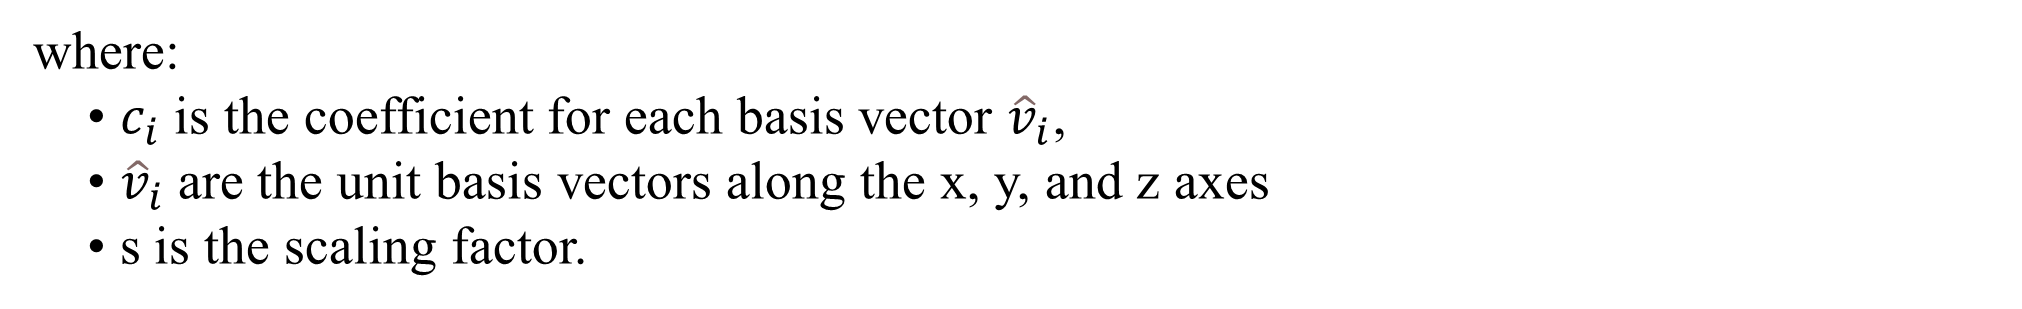 where:
• 𝑐𝑖 is the coefficient for each basis vector 𝑣̂𝑖,
• 𝑣̂𝑖 are the unit basis vectors along the x, y, and z axes
• s is the scaling factor.